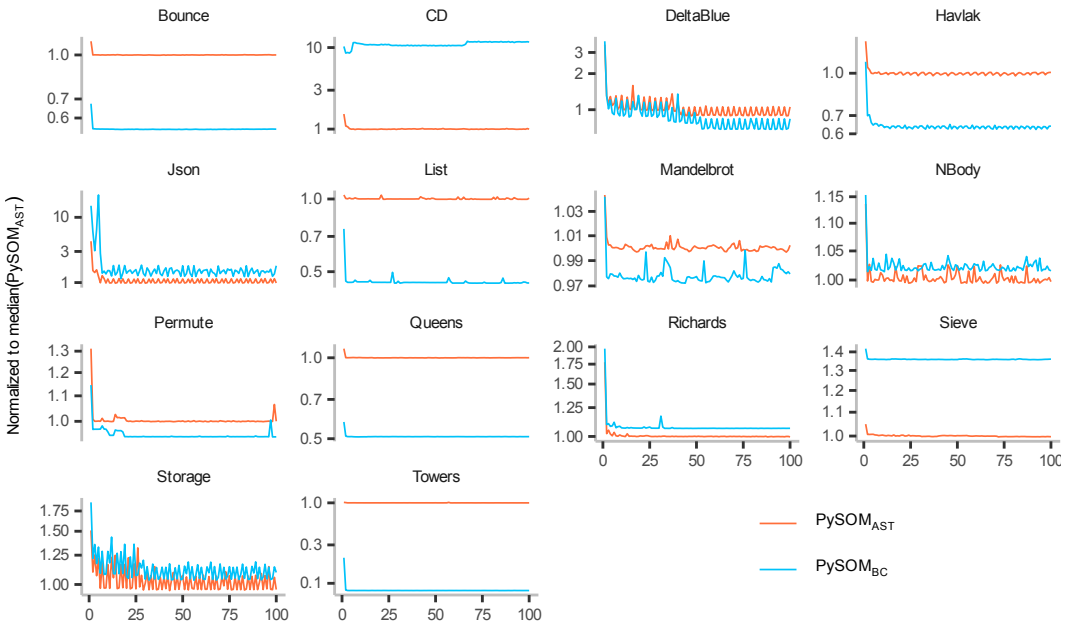 Bounce
CD
DeltaBlue
Havlak
1.0
0.7
0.6
10
3
1
3
2
1
1.0
0.7
0.6
Json
List
Mandelbrot
NBody
10
3
1
1.0
0.7
0.5
1.03
1.01
0.99
0.97
1.15
1.10
1.05
1.00
Permute
Queens
Richards
Sieve
1.3
1.2
1.1
1.0
1.0
0.7
0.5
2.00
1.75
1.50
1.25
1.00
1.4
1.3
1.2
1.1
1.0
0 25 50 75 100
0 25 50 75 100
Storage
Towers
1.75
1.50
1.25
1.00
1.0
0.3
0.1
0 25 50 75 100
0 25 50 75 100
Normalized to median(PySOM_AST)
PySOM_AST
PySOM_BC